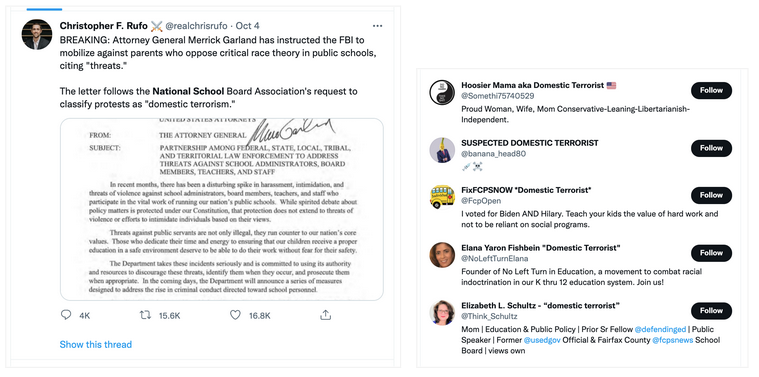 Christopher F. Rufo ⚔️ @realchrisrufo · Oct 4
BREAKING: Attorney General Merrick Garland has instructed the FBI to
mobilize against parents who oppose critical race theory in public schools,
citing "threats."
The letter follows the National School Board Association's request to
classify protests as "domestic terrorism."
UNITED STATES ATTORNEYS
FROM: THE ATTORNEY GENERAL
SUBJECT: PARTNERSHIP AMONG FEDERAL, STATE, LOCAL, TRIBAL,
AND TERRITORIAL LAW ENFORCEMENT TO ADDRESS
THREATS AGAINST SCHOOL ADMINISTRATORS, BOARD
MEMBERS, TEACHERS, AND STAFF
In recent months, there has been a disturbing spike in harassment, intimidation, and
threats of violence against school administrators, board members, teachers, and staff who
participate in the vital work of running our nation's public schools. While spirited debate about
policy matters is protected under our Constitution, that protection does not extend to threats of
violence or efforts to intimidate individuals based on their views.
Threats against public servants are not only illegal, they run counter to our nation's core
values. Those who dedicate their time and energy to ensuring that our children receive a proper
education in a safe environment deserve to be able to do their work without fear for their safety.
The Department takes these incidents seriously and is committed to using its authority
and resources to discourage these threats, identify them when they occur, and prosecute them
when appropriate. In the coming days, the Department will announce a series of measures
designed to address the rise in criminal conduct directed toward school personnel.
4K 15.6K 16.8K
Show this thread
Hoosier Mama aka Domestic Terrorist 🇺🇸
@Somethi75740529
Follow
Proud Woman, Wife, Mom Conservative-Leaning-Libertarianish-
Independent.
SUSPECTED DOMESTIC TERRORIST
@banana_head80
Follow
💉☠️
FixFCPSNOW *Domestic Terrorist*
@FcpOpen
Follow
I voted for Biden AND Hilary. Teach your kids the value of hard work and
not to be reliant on social programs.
Elana Yaron Fishbein "Domestic Terrorist"
@NoLeftTurnElana
Follow
Founder of No Left Turn in Education, a movement to combat racial
indoctrination in our K thru 12 education system. Join us!
Elizabeth L. Schultz - "domestic terrorist"
@Think_Schultz
Follow
Mom | Education & Public Policy | Prior Sr Fellow @defendinged | Public
Speaker | Former @usedgov Official & Fairfax County @fcpsnews School
Board | views own